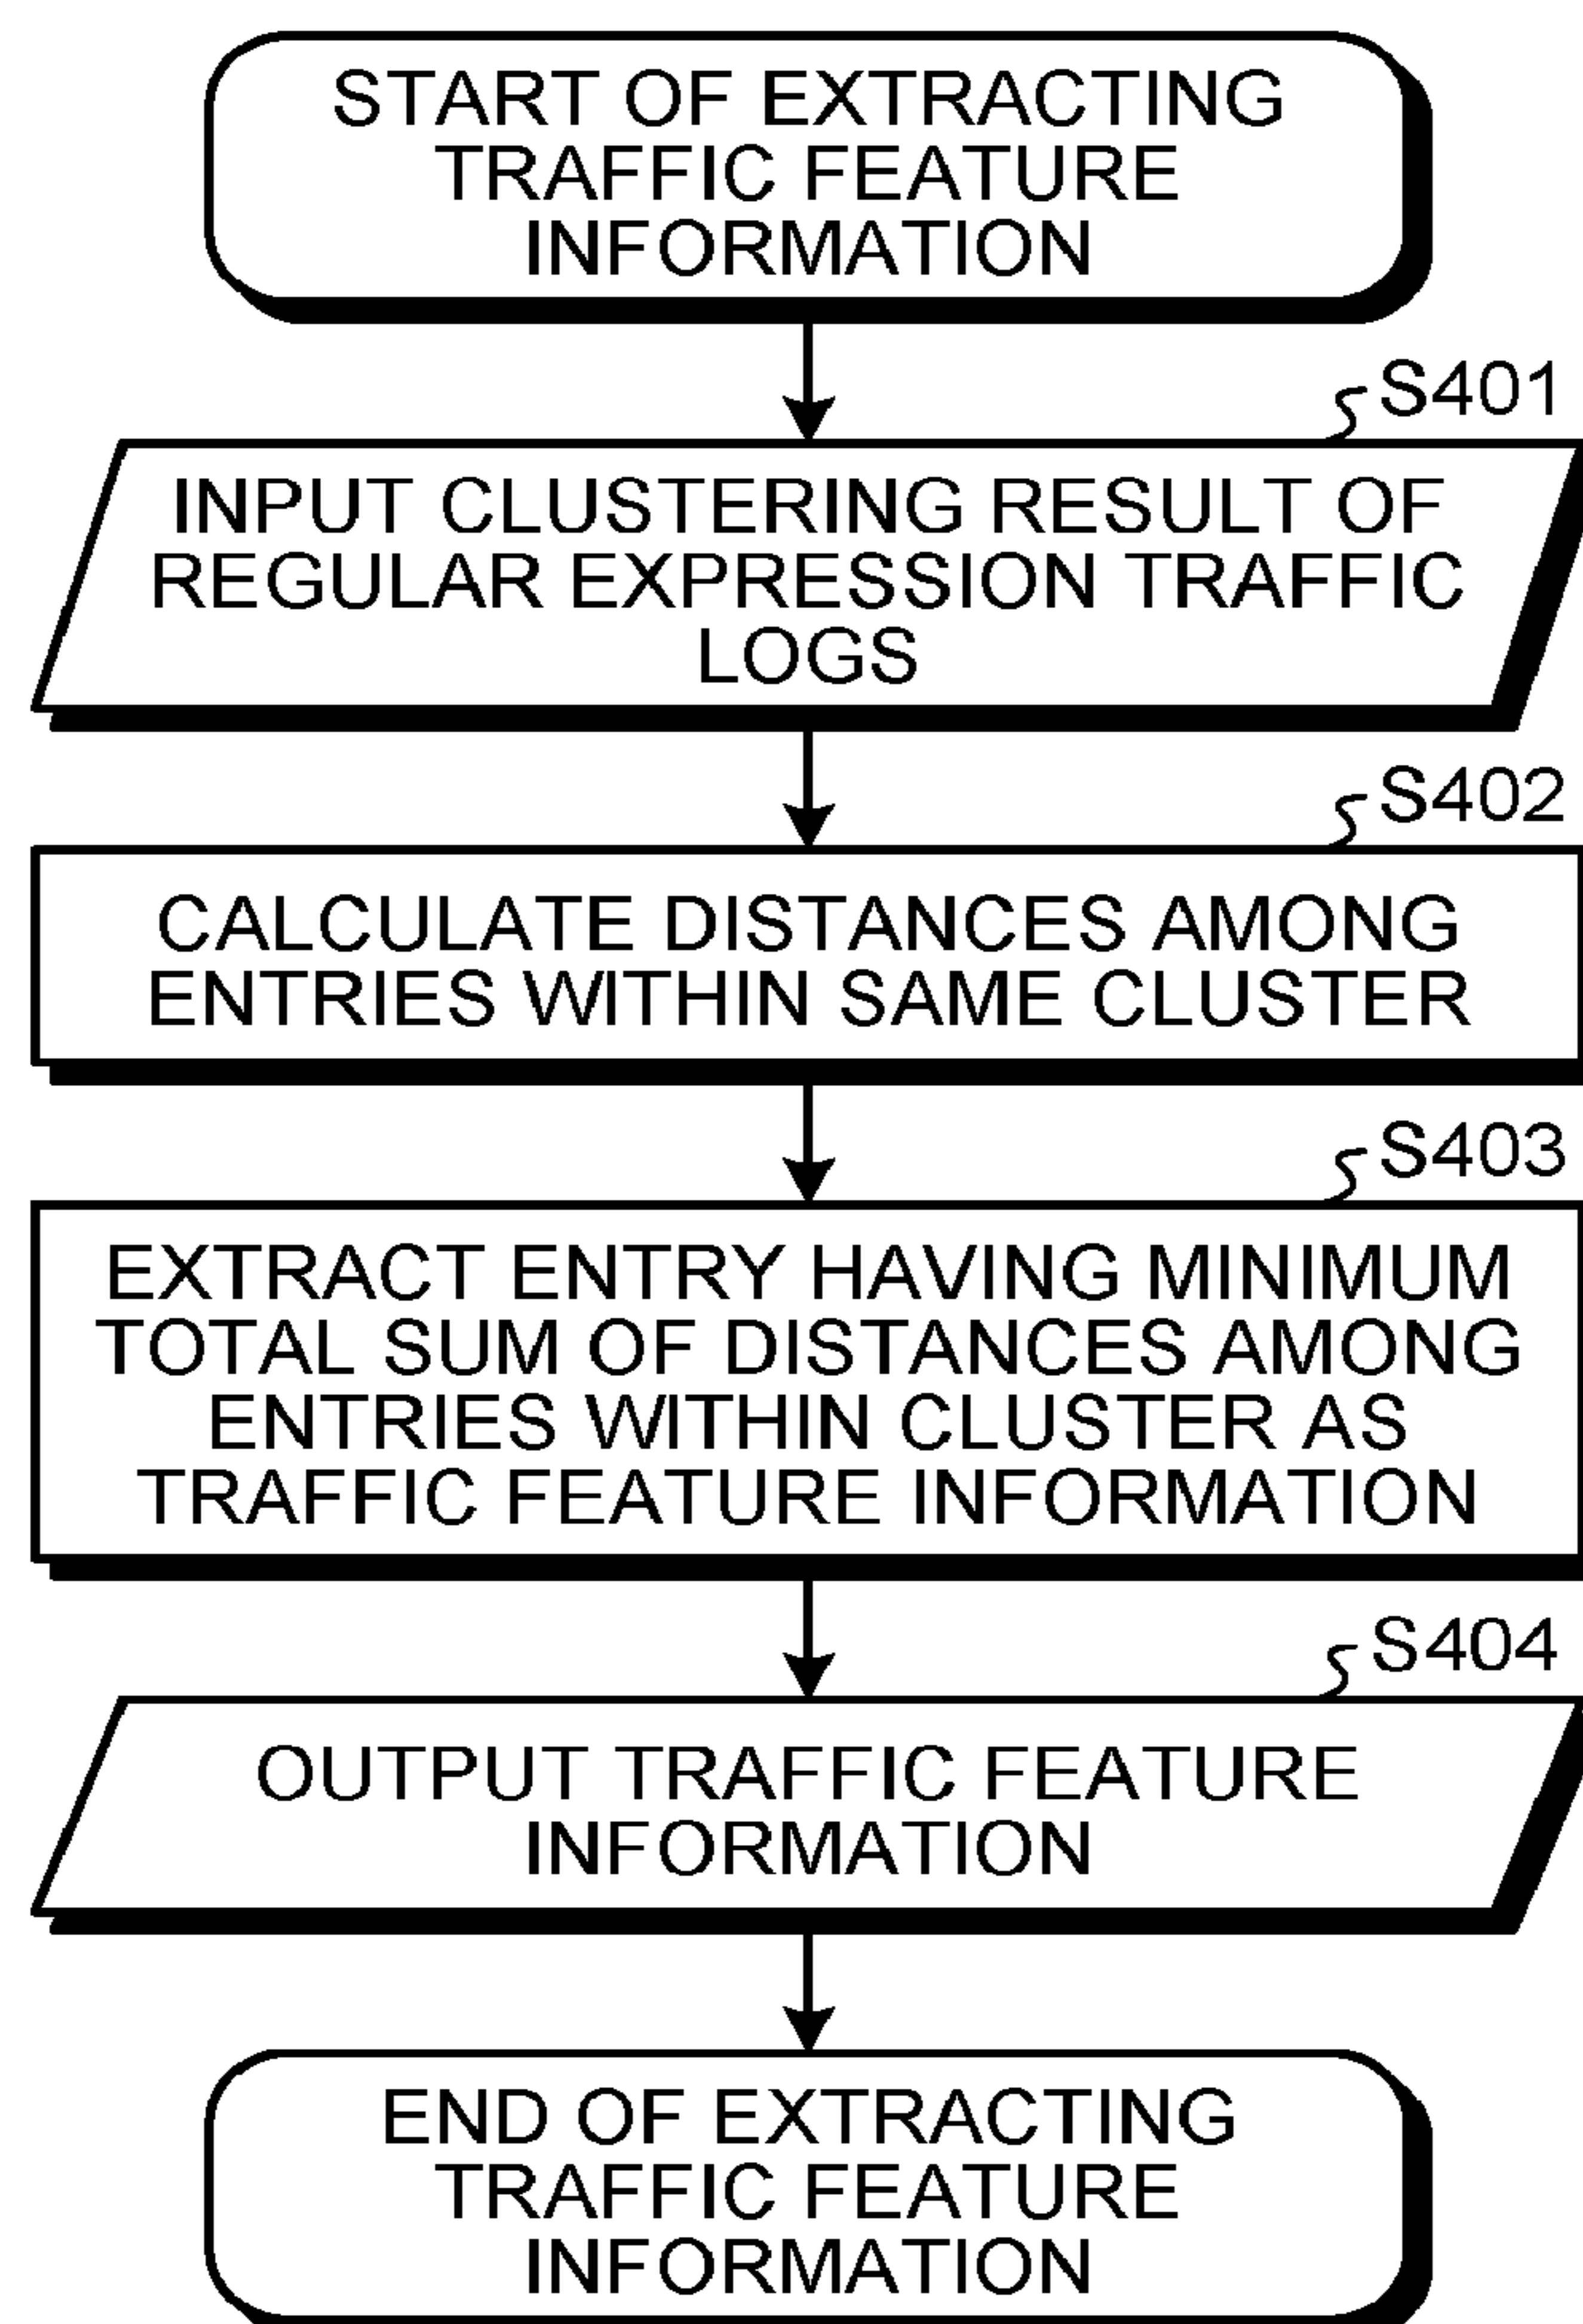 START OF EXTRACTING
TRAFFIC FEATURE
INFORMATION
S401
INPUT CLUSTERING RESULT OF
REGULAR EXPRESSION TRAFFIC
LOGS
S402
CALCULATE DISTANCES AMONG
ENTRIES WITHIN SAME CLUSTER
S403
EXTRACT ENTRY HAVING MINIMUM
TOTAL SUM OF DISTANCES AMONG
ENTRIES WITHIN CLUSTER AS
TRAFFIC FEATURE INFORMATION
S404
OUTPUT TRAFFIC FEATURE
INFORMATION
END OF EXTRACTING
TRAFFIC FEATURE
INFORMATION